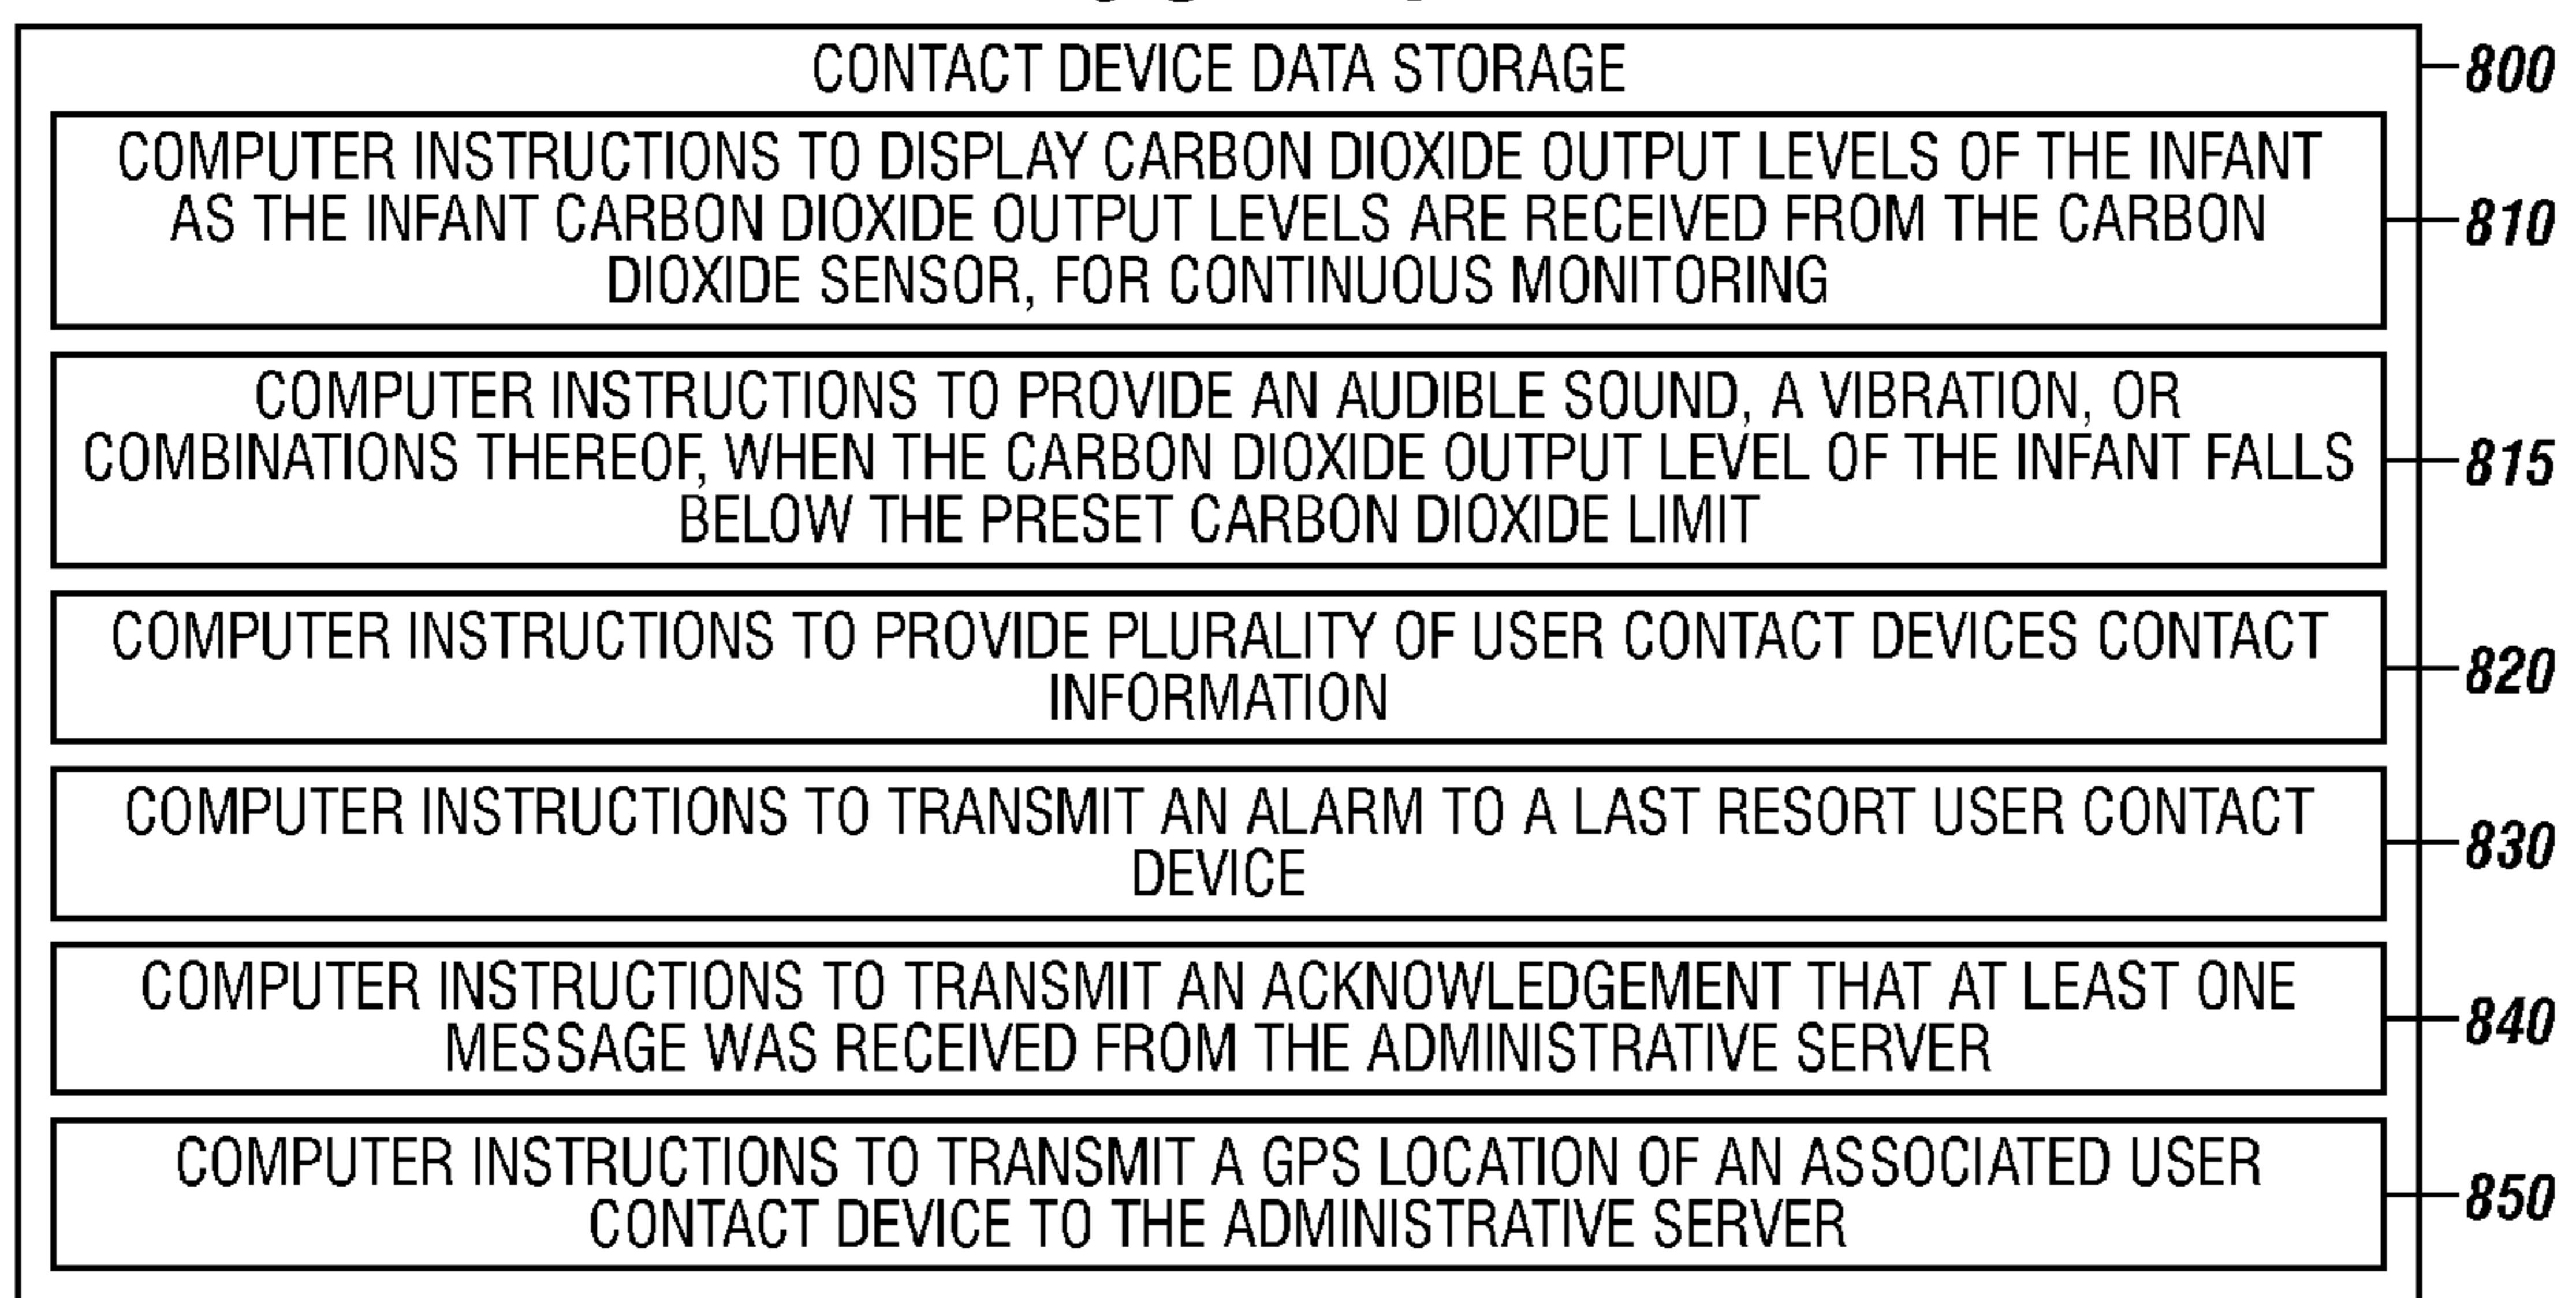 CONTACT DEVICE DATA STORAGE
800
COMPUTER INSTRUCTIONS TO DISPLAY CARBON DIOXIDE OUTPUT LEVELS OF THE INFANT
AS THE INFANT CARBON DIOXIDE OUTPUT LEVELS ARE RECEIVED FROM THE CARBON
DIOXIDE SENSOR, FOR CONTINUOUS MONITORING
810
COMPUTER INSTRUCTIONS TO PROVIDE AN AUDIBLE SOUND, A VIBRATION, OR
COMBINATIONS THEREOF, WHEN THE CARBON DIOXIDE OUTPUT LEVEL OF THE INFANT FALLS
BELOW THE PRESET CARBON DIOXIDE LIMIT
815
COMPUTER INSTRUCTIONS TO PROVIDE PLURALITY OF USER CONTACT DEVICES CONTACT
INFORMATION
820
COMPUTER INSTRUCTIONS TO TRANSMIT AN ALARM TO A LAST RESORT USER CONTACT
DEVICE
830
COMPUTER INSTRUCTIONS TO TRANSMIT AN ACKNOWLEDGEMENT THAT AT LEAST ONE
MESSAGE WAS RECEIVED FROM THE ADMINISTRATIVE SERVER
840
COMPUTER INSTRUCTIONS TO TRANSMIT A GPS LOCATION OF AN ASSOCIATED USER
CONTACT DEVICE TO THE ADMINISTRATIVE SERVER
850